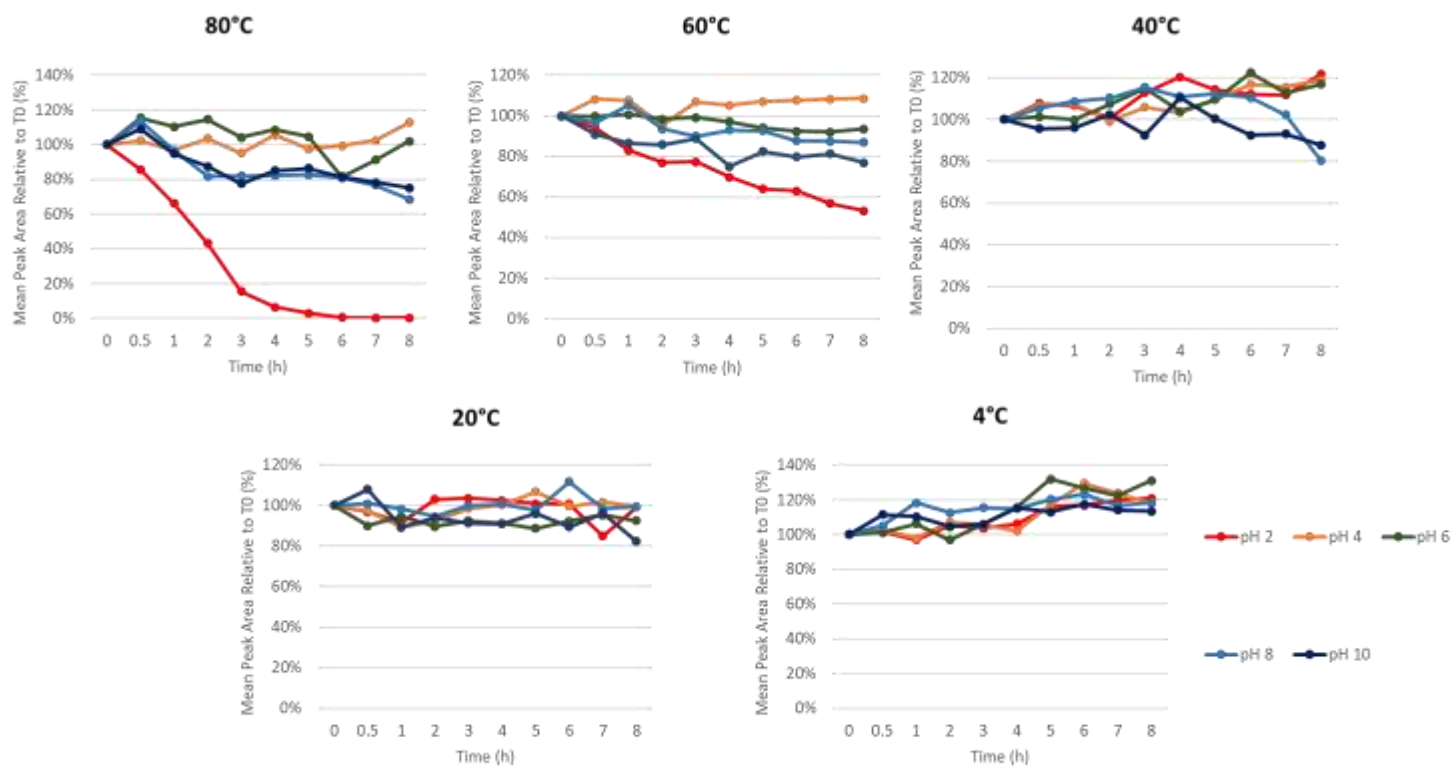 80°C
Mean Peak Area Relative to T0 (%)
140%
120%
100%
80%
60%
40%
20%
0%
0 0.5 1 2 3 4 5 6 7 8
Time (h)
60°C
Mean Peak Area Relative to T0 (%)
120%
100%
80%
60%
40%
20%
0%
0 0.5 1 2 3 4 5 6 7 8
Time (h)
40°C
Mean Peak Area Relative to T0 (%)
120%
100%
80%
60%
40%
20%
0%
0 0.5 1 2 3 4 5 6 7 8
Time (h)
20°C
Mean Peak Area Relative to T0 (%)
120%
100%
80%
60%
40%
20%
0%
0 0.5 1 2 3 4 5 6 7 8
Time (h)
4°C
Mean Peak Area Relative to T0 (%)
140%
120%
100%
80%
60%
40%
20%
0%
0 0.5 1 2 3 4 5 6 7 8
Time (h)
pH 2 pH 4 pH 6
pH 8 pH 10